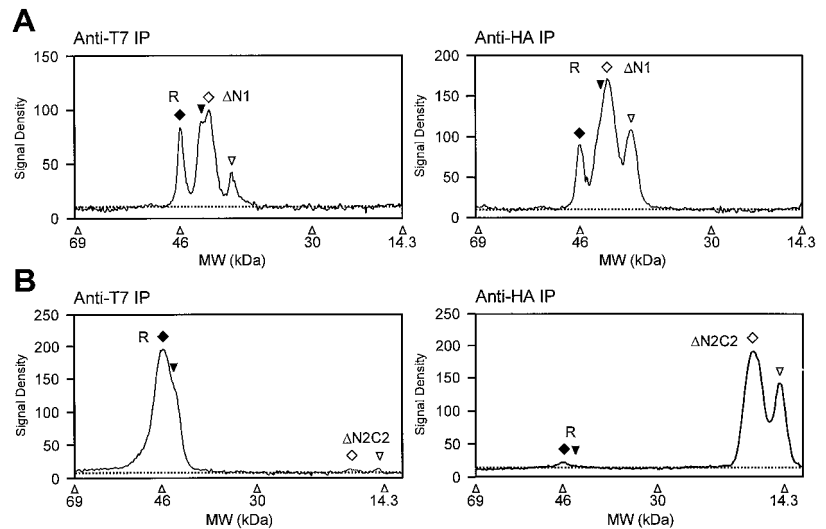 A
Anti-T7 IP
Anti-HA IP
150
100
50
0
Signal Density
R
ΔN1
69
46
30
14.3
MW (kDa)
200
150
100
50
0
Signal Density
R
ΔN1
69
46
30
14.3
MW (kDa)
B
Anti-T7 IP
Anti-HA IP
250
200
150
100
50
0
Signal Density
R
ΔN2C2
69
46
30
14.3
MW (kDa)
250
200
150
100
50
0
Signal Density
R
ΔN2C2
69
46
30
14.3
MW (kDa)